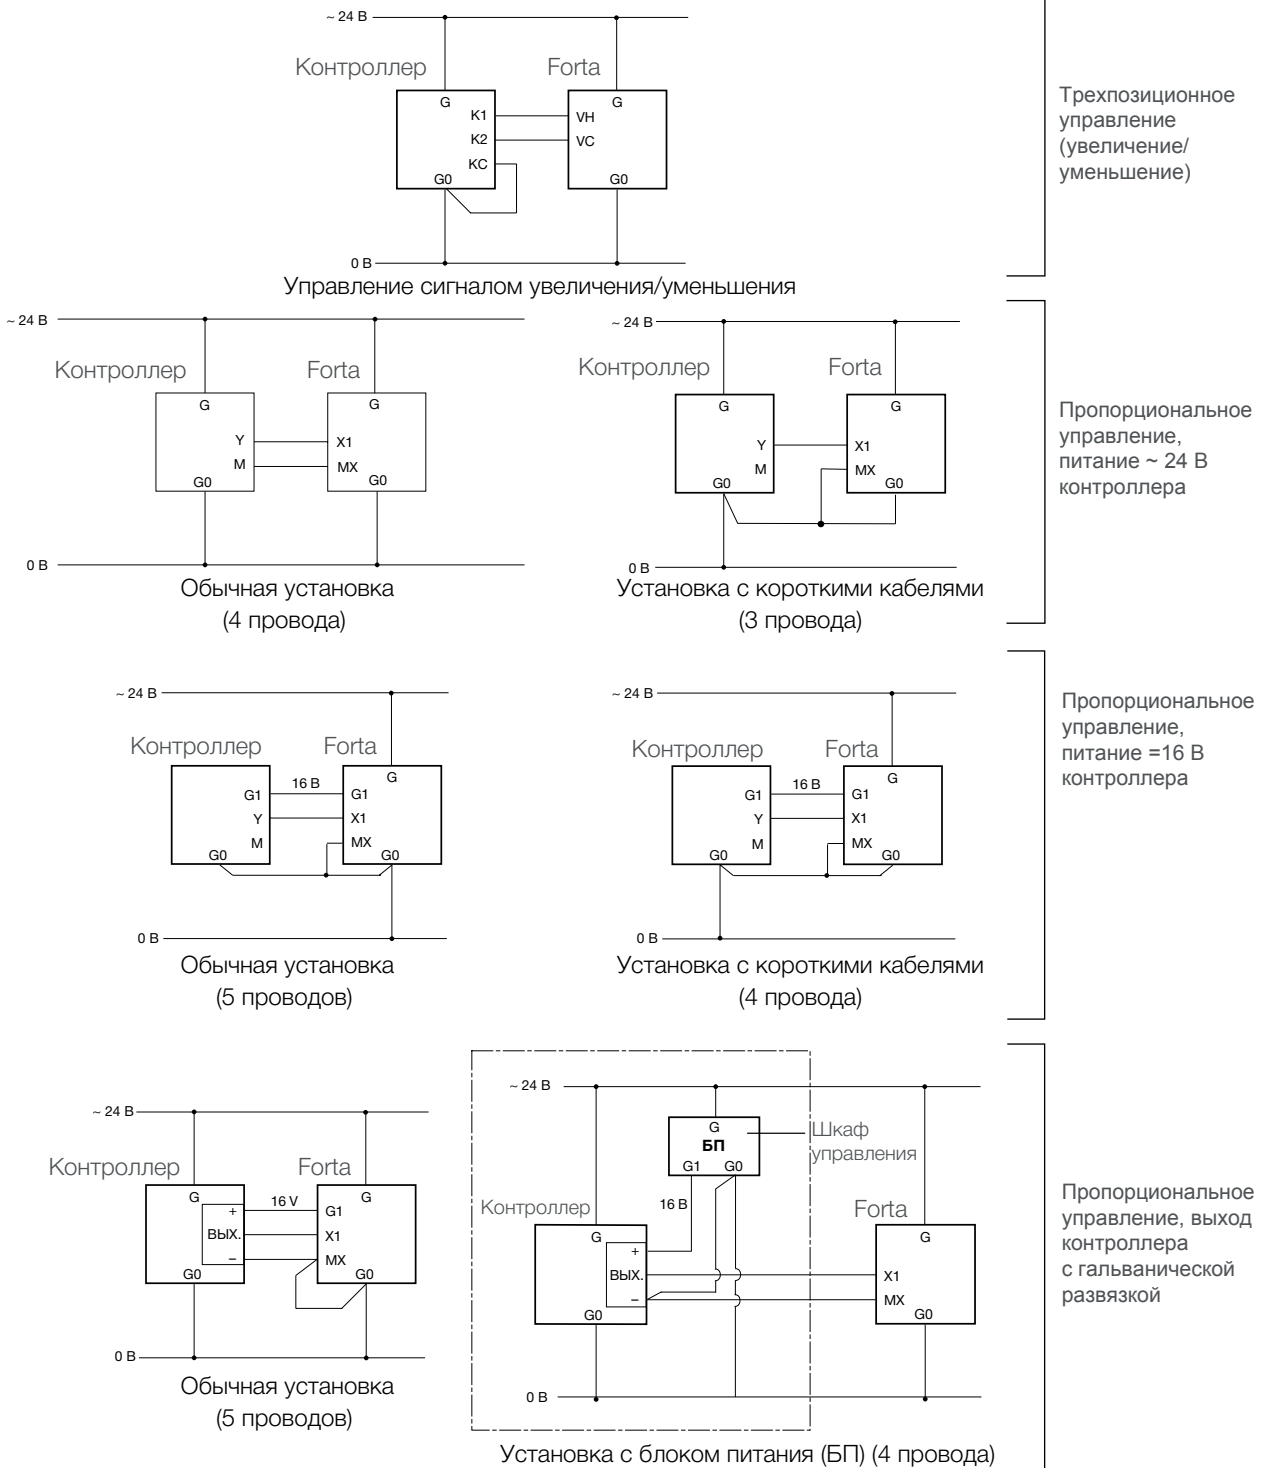 ~ 24 В
Контроллер
Forta
G
G
K1
VH
K2
VC
KC
G0
G0
0 В
Управление сигналом увеличения/уменьшения
Трехпозиционное
управление
(увеличение/
уменьшение)
~ 24 В
Контроллер
Forta
G
G
Y
X1
M
MX
G0
G0
0 В
Обычная установка
(4 провода)
~ 24 В
Контроллер
Forta
G
G
Y
X1
M
MX
G0
G0
0 В
Установка с короткими кабелями
(3 провода)
Пропорциональное
управление,
питание ~ 24 В
контроллера
~ 24 В
Контроллер
Forta
G
G1
16 В
G1
Y
X1
M
MX
G0
G0
0 В
Обычная установка
(5 проводов)
~ 24 В
Контроллер
Forta
G
G1
16 В
G1
Y
X1
M
MX
G0
G0
0 В
Установка с короткими кабелями
(4 провода)
Пропорциональное
управление,
питание =16 В
контроллера
~ 24 В
Контроллер
Forta
G
G
+
16 V
G1
ВЫХ.
X1
–
MX
G0
G0
0 В
Обычная установка
(5 проводов)
~ 24 В
G
БП
G1
G0
Шкаф
управления
16 В
Контроллер
Forta
G
G
+
ВЫХ.
X1
–
MX
G0
G0
0 В
Установка с блоком питания (БП) (4 провода)
Пропорциональное
управление, выход
контроллера
с гальванической
развязкой